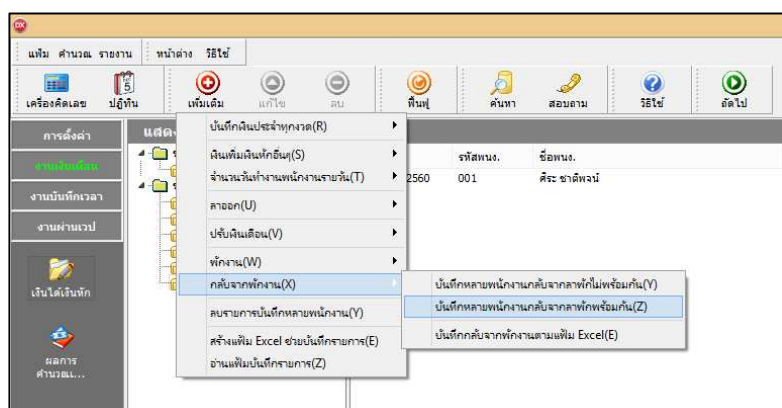 DX
แฟ้ม คำนวณ รายงาน หน้าต่าง วิธีใช้
เครื่องคิดเลข ปฏิทิน เพิ่มเติม แก้ไข ลบ ฟื้นฟู ค้นหา สอบถาม วิธีใช้ ถัดไป
การตั้งค่า
งานเงินเดือน
งานบันทึกเวลา
งานผ่านเวป
เงินได้เงินหัก
ผลการ
คำนวณ...
แสดง
รหัสพนง. ชื่อพนง.
2560 001 ศิระ ชาติพจน์
บันทึกเงินประจำทุกงวด(R)
เงินเพิ่มเงินหักอื่นๆ(S)
จำนวนวันทำงานพนักงานรายวัน(T)
ลาออก(U)
ปรับเงินเดือน(V)
พักงาน(W)
กลับจากพักงาน(X)
ลบรายการบันทึกหลายพนักงาน(Y)
สร้างแฟ้ม Excel ช่วยบันทึกรายการ(E)
อ่านแฟ้มบันทึกรายการ(Z)
บันทึกหลายพนักงานกลับจากลาพักไม่พร้อมกัน(Y)
บันทึกหลายพนักงานกลับจากลาพักพร้อมกัน(Z)
บันทึกกลับจากพักงานตามแฟ้ม Excel(E)